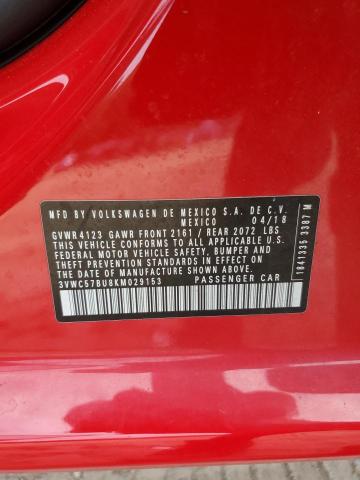 MFD BY VOLKSWAGEN DE MEXICO S.A. DE C.V.
MEXICO 04/18
GVWR 4123 GAWR FRONT 2161 / REAR 2072 LBS
THIS VEHICLE CONFORMS TO ALL APPLICABLE U.S.
FEDERAL MOTOR VEHICLE SAFETY, BUMPER AND
THEFT PREVENTION STANDARDS IN EFFECT ON THE
DATE OF MANUFACTURE SHOWN ABOVE.
3VWC57BU8KM029153 PASSENGER CAR
1841335 3387 M